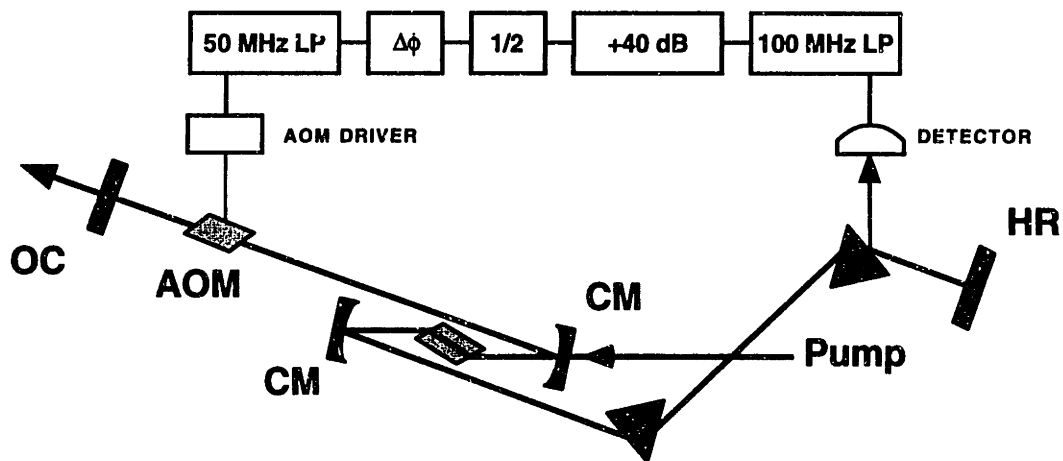 50 MHz LP
Δϕ
1/2
+40 dB
100 MHz LP
AOM DRIVER
DETECTOR
OC
AOM
CM
HR
CM
Pump